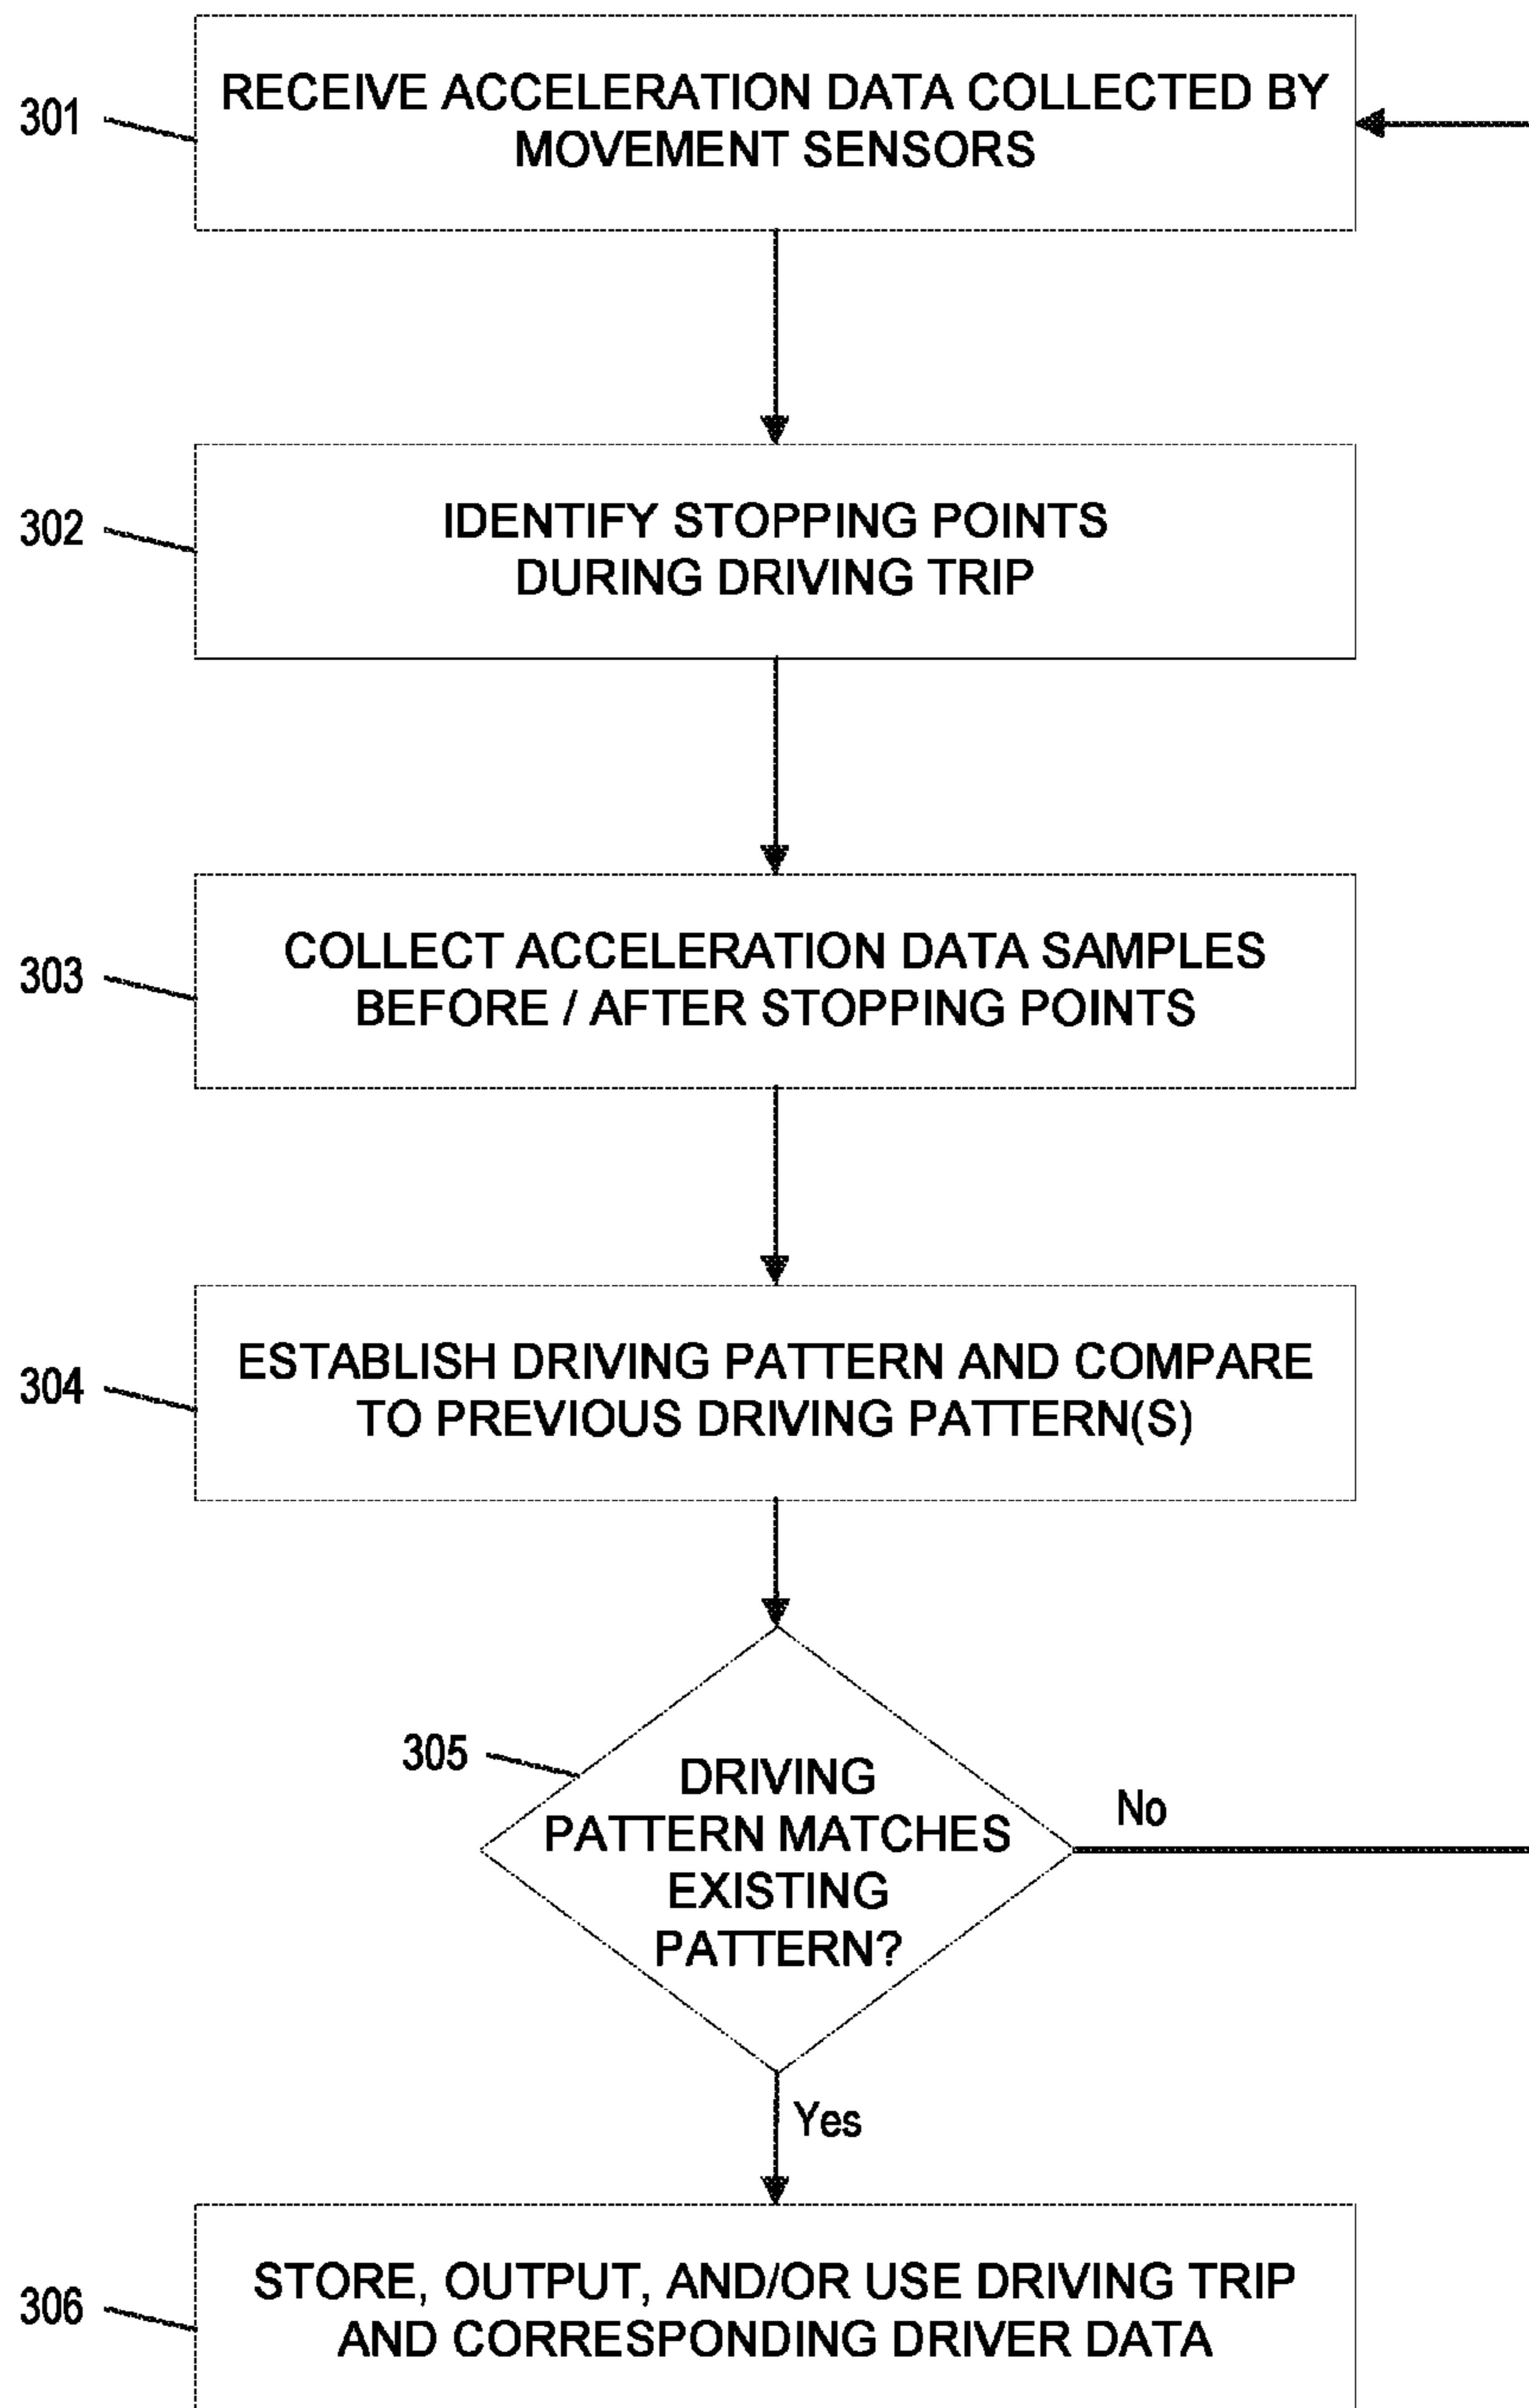 301
RECEIVE ACCELERATION DATA COLLECTED BY
MOVEMENT SENSORS
302
IDENTIFY STOPPING POINTS
DURING DRIVING TRIP
303
COLLECT ACCELERATION DATA SAMPLES
BEFORE / AFTER STOPPING POINTS
304
ESTABLISH DRIVING PATTERN AND COMPARE
TO PREVIOUS DRIVING PATTERN(S)
305
DRIVING
PATTERN MATCHES
EXISTING
PATTERN?
No
Yes
306
STORE, OUTPUT, AND/OR USE DRIVING TRIP
AND CORRESPONDING DRIVER DATA